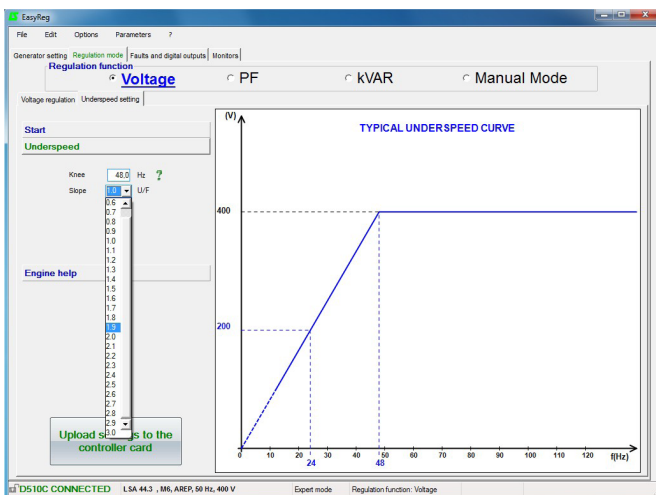 EasyReg
File Edit Options Parameters ?
Generator setting Regulation mode Faults and digital outputs Monitors
Regulation function
Voltage PF kVAR Manual Mode
Voltage regulation Underspeed setting
Start
Underspeed
Knee 48,0 Hz ?
Slope 1.0 U/F
0.6
0.7
0.8
0.9
1.0
1.1
1.2
1.3
1.4
1.5
1.6
1.7
1.8
1.9
2.0
2.1
2.2
2.3
2.4
2.5
2.6
2.7
2.8
2.9
3.0
Engine help
Upload s gs to the
controller card
(V)
TYPICAL UNDERSPEED CURVE
400
200
0 10 20 30 40 50 60 70 80 90 100 110 120 f(Hz)
24 48
D510C CONNECTED LSA 44.3 , M6, AREP, 50 Hz, 400 V Expert mode Regulation function: Voltage